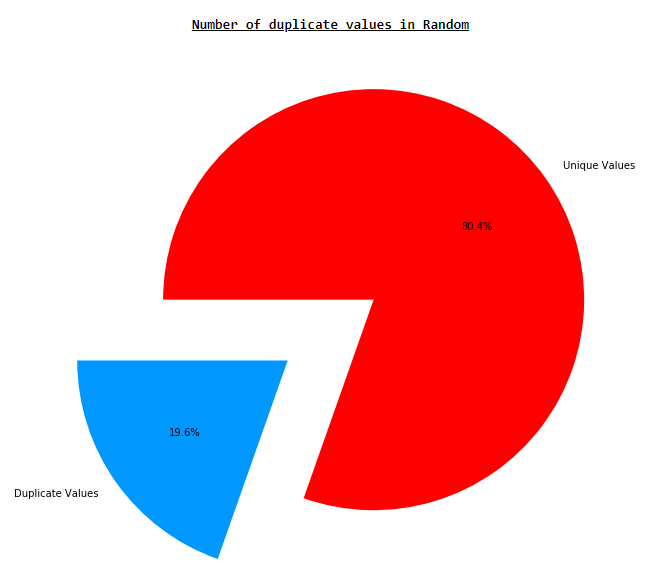 Number of duplicate values in Random
Unique Values
80.4%
19.6%
Duplicate Values